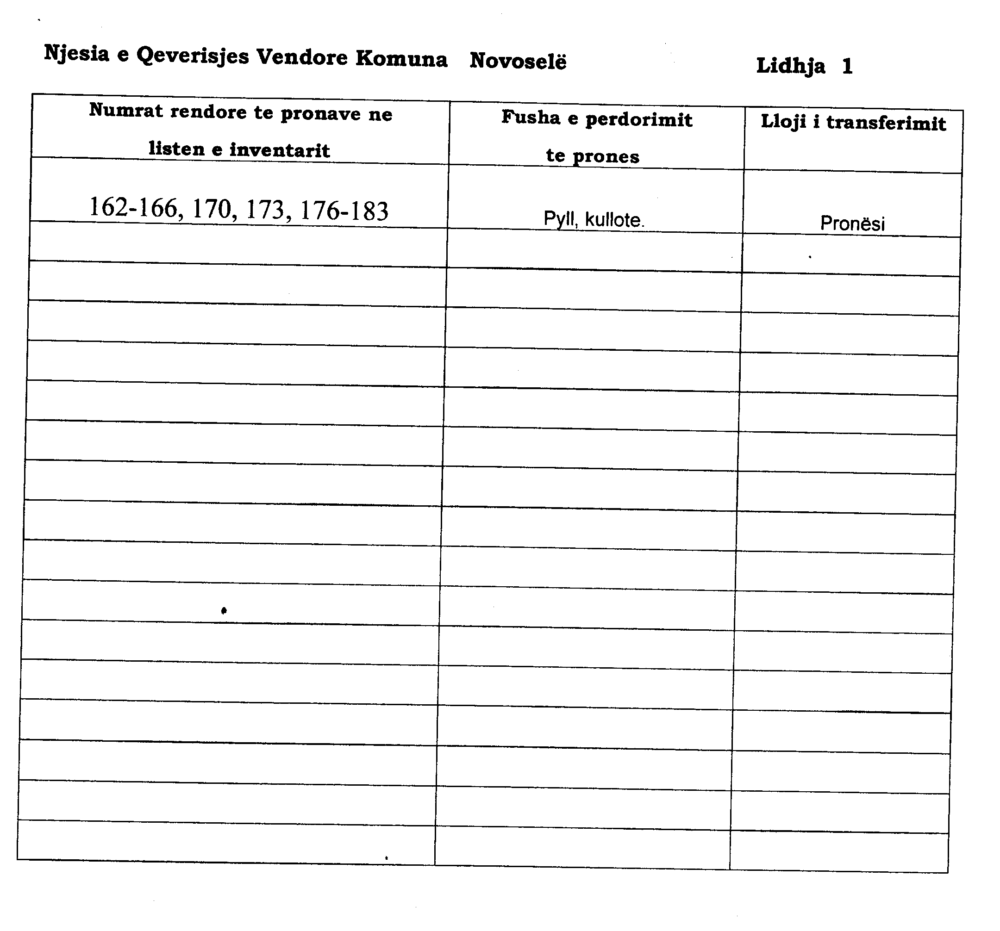 Njesia e Qeverisjes Vendore Komuna Novoselë
Lidhja 1
Numrat rendore te pronave ne
listen e inventarit
Fusha e perdorimit
te prones
Lloji i transferimit
162-166, 170, 173, 176-183
Pyll, kullote.
Pronësi